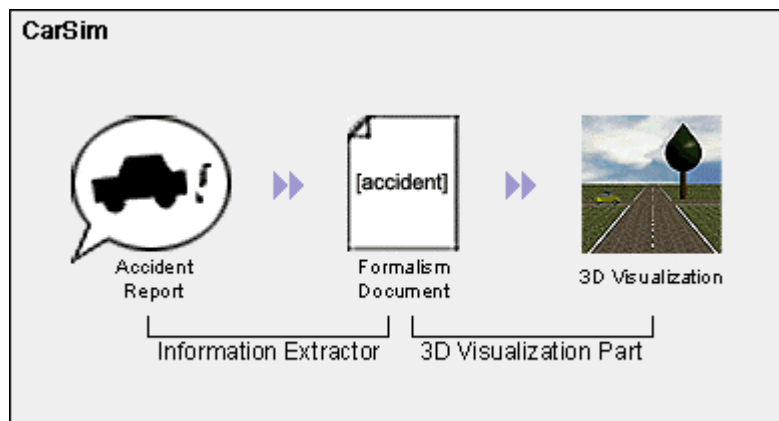 CarSim
!
[accident]
Accident
Report
Formalism
Document
3D Visualization
Information Extractor
3D Visualization Part